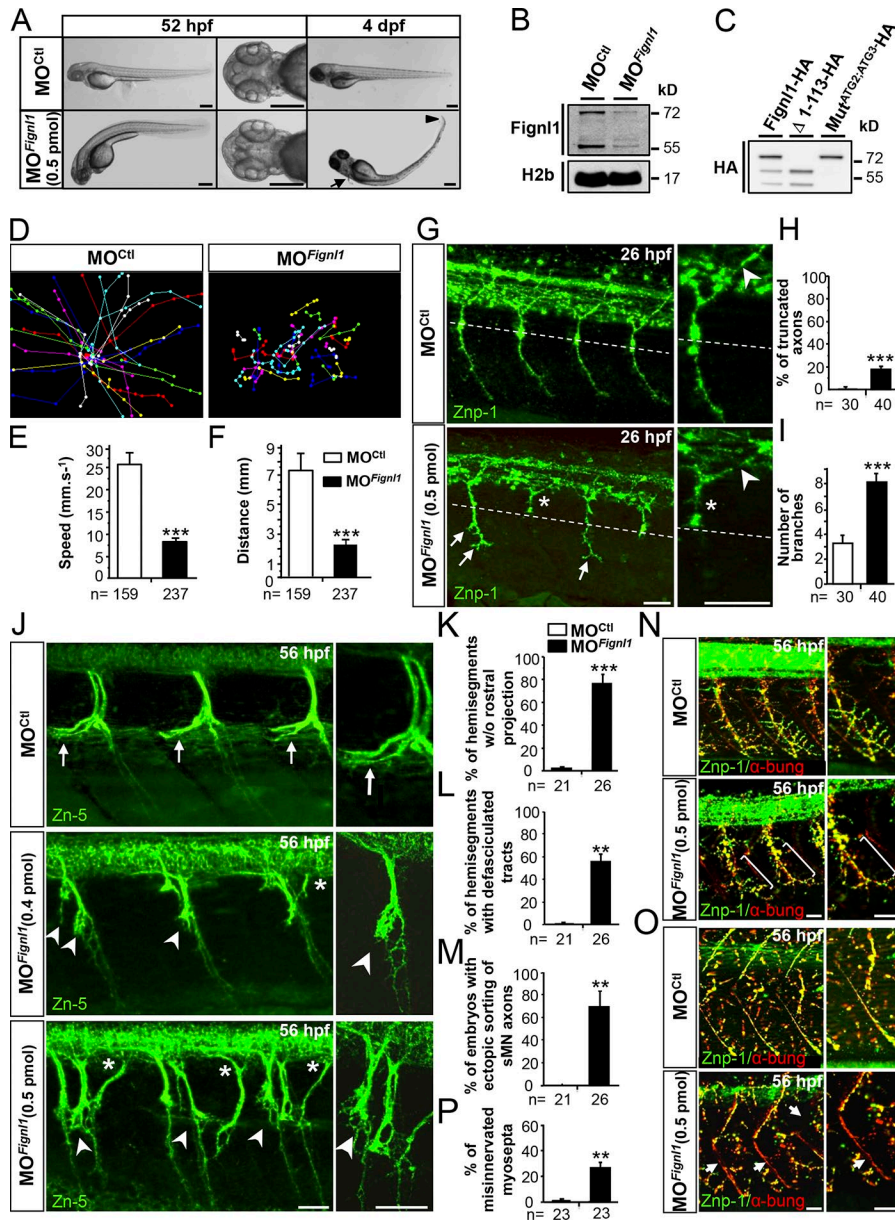 A
52 hpf
4 dpf
MOCtl
MOFignl1
(0.5 pmol)
B
MOCtl
MOFignl1
kD
Fignl1
72
55
H2b
17
C
Fignl1-HA
△ 1-113-HA
MutATG2;ATG3-HA
kD
HA
72
55
D
MOCtl
MOFignl1
E
Speed (mm.s-1)
30
25
20
15
10
5
0
***
n= 159 237
F
Distance (mm)
9
7
6
4
3
1
0
MOCtl
MOFignl1
***
n= 159 237
G
MOCtl
26 hpf
Znp-1
MOFignl1 (0.5 pmol)
26 hpf
*
*
Znp-1
H
% of truncated
axons
100
80
60
40
20
0
***
n= 30 40
I
Number of
branches
8
6
4
2
0
***
n= 30 40
J
MOCtl
56 hpf
Zn-5
MOFignl1(0.4 pmol)
56 hpf
*
Zn-5
MOFignl1(0.5 pmol)
56 hpf
* * *
Zn-5
K
MOCtl
MOFignl1
% of hemisegments
w/o rostral
projection
100
80
60
40
20
0
***
n= 21 26
L
% of hemisegments
with defasciculated
tracts
100
80
60
40
20
0
**
n= 21 26
M
% of embryos with
ectopic sorting of
sMN axons
100
80
60
40
20
0
**
n= 21 26
P
% of
misinnervated
myosepta
100
80
60
40
20
0
**
n= 23 23
N
MOCtl
56 hpf
Znp-1/α-bung
MOFignl1(0.5 pmol)
56 hpf
Znp-1/α-bung
O
MOCtl
56 hpf
Znp-1/α-bung
MOFignl1(0.5 pmol)
56 hpf
Znp-1/α-bung